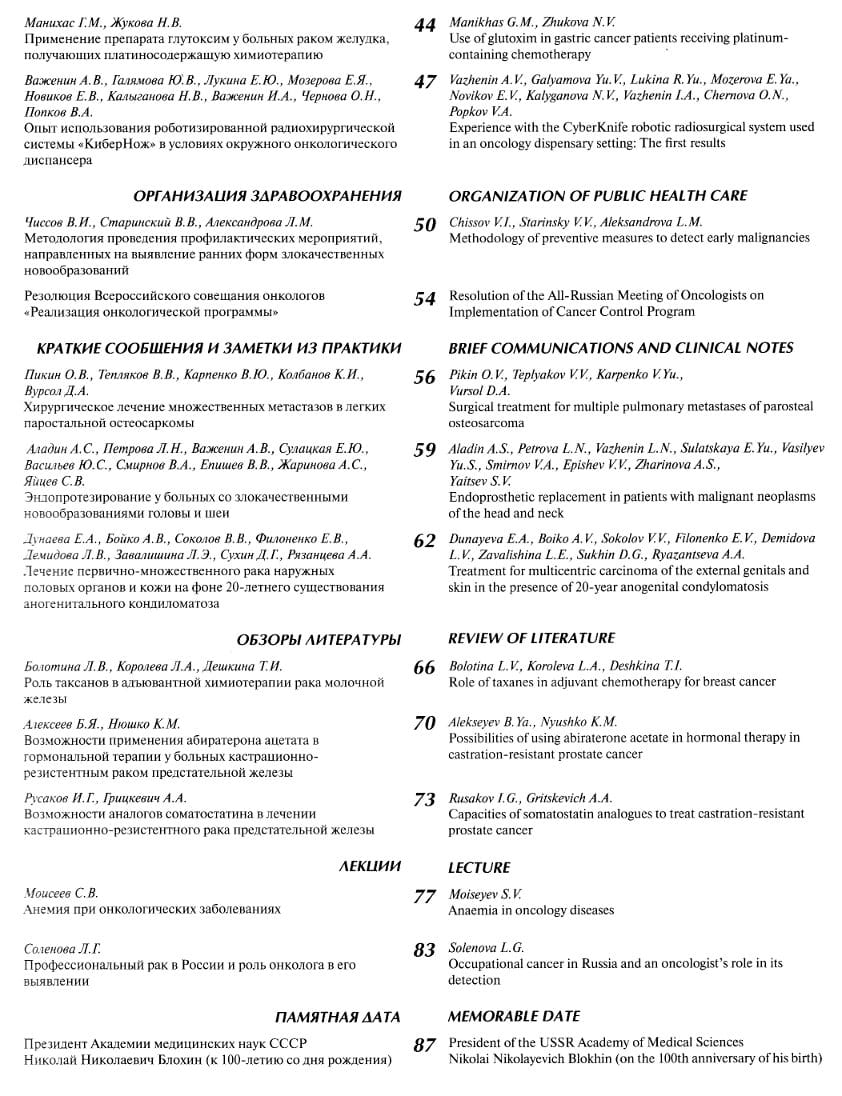 Манихас Г.М., Жукова Н.В.
Применение препарата глутоксим у больных раком желудка,
получающих платиносодержащую химиотерапию
44
Manikhas G.M., Zhukova N.V.
Use of glutoxim in gastric cancer patients receiving platinum-
containing chemotherapy
Важенин А.В., Галямова Ю.В., Лукина Е.Ю., Мозерова Е.Я.,
Новиков Е.В., Калыганова Н.В., Важенин И.А., Чернова О.Н.,
Попков В.А.
Опыт использования роботизированной радиохирургической
системы «КиберНож» в условиях окружного онкологического
диспансера
47
Vazhenin A.V., Galyamova Yu.V., Lukina R.Yu., Mozerova E.Ya.,
Novikov E.V., Kalyganova N.V., Vazhenin I.A., Chernova O.N.,
Popkov V.A.
Experience with the CyberKnife robotic radiosurgical system used
in an oncology dispensary setting: The first results
ОРГАНИЗАЦИЯ ЗДРАВООХРАНЕНИЯ
ORGANIZATION OF PUBLIC HEALTH CARE
Чиссов В.И., Старинский В.В., Александрова Л.М.
Методология проведения профилактических мероприятий,
направленных на выявление ранних форм злокачественных
новообразований
50
Chissov V.I., Starinsky V.V., Aleksandrova L.M.
Methodology of preventive measures to detect early malignancies
Резолюция Всероссийского совещания онкологов
«Реализация онкологической программы»
54
Resolution of the All-Russian Meeting of Oncologists on
Implementation of Cancer Control Program
КРАТКИЕ СООБЩЕНИЯ И ЗАМЕТКИ ИЗ ПРАКТИКИ
BRIEF COMMUNICATIONS AND CLINICAL NOTES
Пикин О.В., Тепляков В.В., Карпенко В.Ю., Колбанов К.И.,
Вурсол Д.А.
Хирургическое лечение множественных метастазов в легких
паростальной остеосаркомы
56
Pikin O.V., Teplyakov V.V., Karpenko V.Yu.,
Vursol D.A.
Surgical treatment for multiple pulmonary metastases of parosteal
osteosarcoma
Аладин А.С., Петрова Л.Н., Важенин А.В., Сулацкая Е.Ю.,
Васильев Ю.С., Смирнов В.А., Епишев В.В., Жаринова А.С.,
Яйцев С.В.
Эндопротезирование у больных со злокачественными
новообразованиями головы и шеи
59
Aladin A.S., Petrova L.N., Vazhenin L.N., Sulatskaya E.Yu., Vasilyev
Yu.S., Smirnov V.A., Epishev V.V., Zharinova A.S.,
Yaitsev S.V.
Endoprosthetic replacement in patients with malignant neoplasms
of the head and neck
Дунаева Е.А., Бойко А.В., Соколов В.В., Филоненко Е.В.,
Демидова Л.В., Завалишина Л.Э., Сухин Д.Г., Рязанцева А.А.
Лечение первично-множественного рака наружных
половых органов и кожи на фоне 20-летнего существования
аногенитального кондиломатоза
62
Dunayeva E.A., Boiko A.V., Sokolov V.V., Filonenko E.V., Demidova
L.V., Zavalishina L.E., Sukhin D.G., Ryazantseva A.A.
Treatment for multicentric carcinoma of the external genitals and
skin in the presence of 20-year anogenital condylomatosis
ОБЗОРЫ ЛИТЕРАТУРЫ
REVIEW OF LITERATURE
Болотина Л.В., Королева Л.А., Дешкина Т.И.
Роль таксанов в адъювантной химиотерапии рака молочной
железы
66
Bolotina L.V., Koroleva L.A., Deshkina T.I.
Role of taxanes in adjuvant chemotherapy for breast cancer
Алексеев Б.Я., Нюшко К.М.
Возможности применения абиратерона ацетата в
гормональной терапии у больных кастрационно-
резистентным раком предстательной железы
70
Alekseyev B.Ya., Nyushko K.M.
Possibilities of using abiraterone acetate in hormonal therapy in
castration-resistant prostate cancer
Русаков И.Г., Грицкевич А.А.
Возможности аналогов соматостатина в лечении
кастрационно-резистентного рака предстательной железы
73
Rusakov I.G., Gritskevich A.A.
Capacities of somatostatin analogues to treat castration-resistant
prostate cancer
ЛЕКЦИИ
LECTURE
Моисеев С.В.
Анемия при онкологических заболеваниях
77
Moiseyev S.V.
Anaemia in oncology diseases
Соленова Л.Г.
Профессиональный рак в России и роль онколога в его
выявлении
83
Solenova L.G.
Occupational cancer in Russia and an oncologist's role in its
detection
ПАМЯТНАЯ ДАТА
MEMORABLE DATE
Президент Академии медицинских наук СССР
Николай Николаевич Блохин (к 100-летию со дня рождения)
87
President of the USSR Academy of Medical Sciences
Nikolai Nikolayevich Blokhin (on the 100th anniversary of his birth)